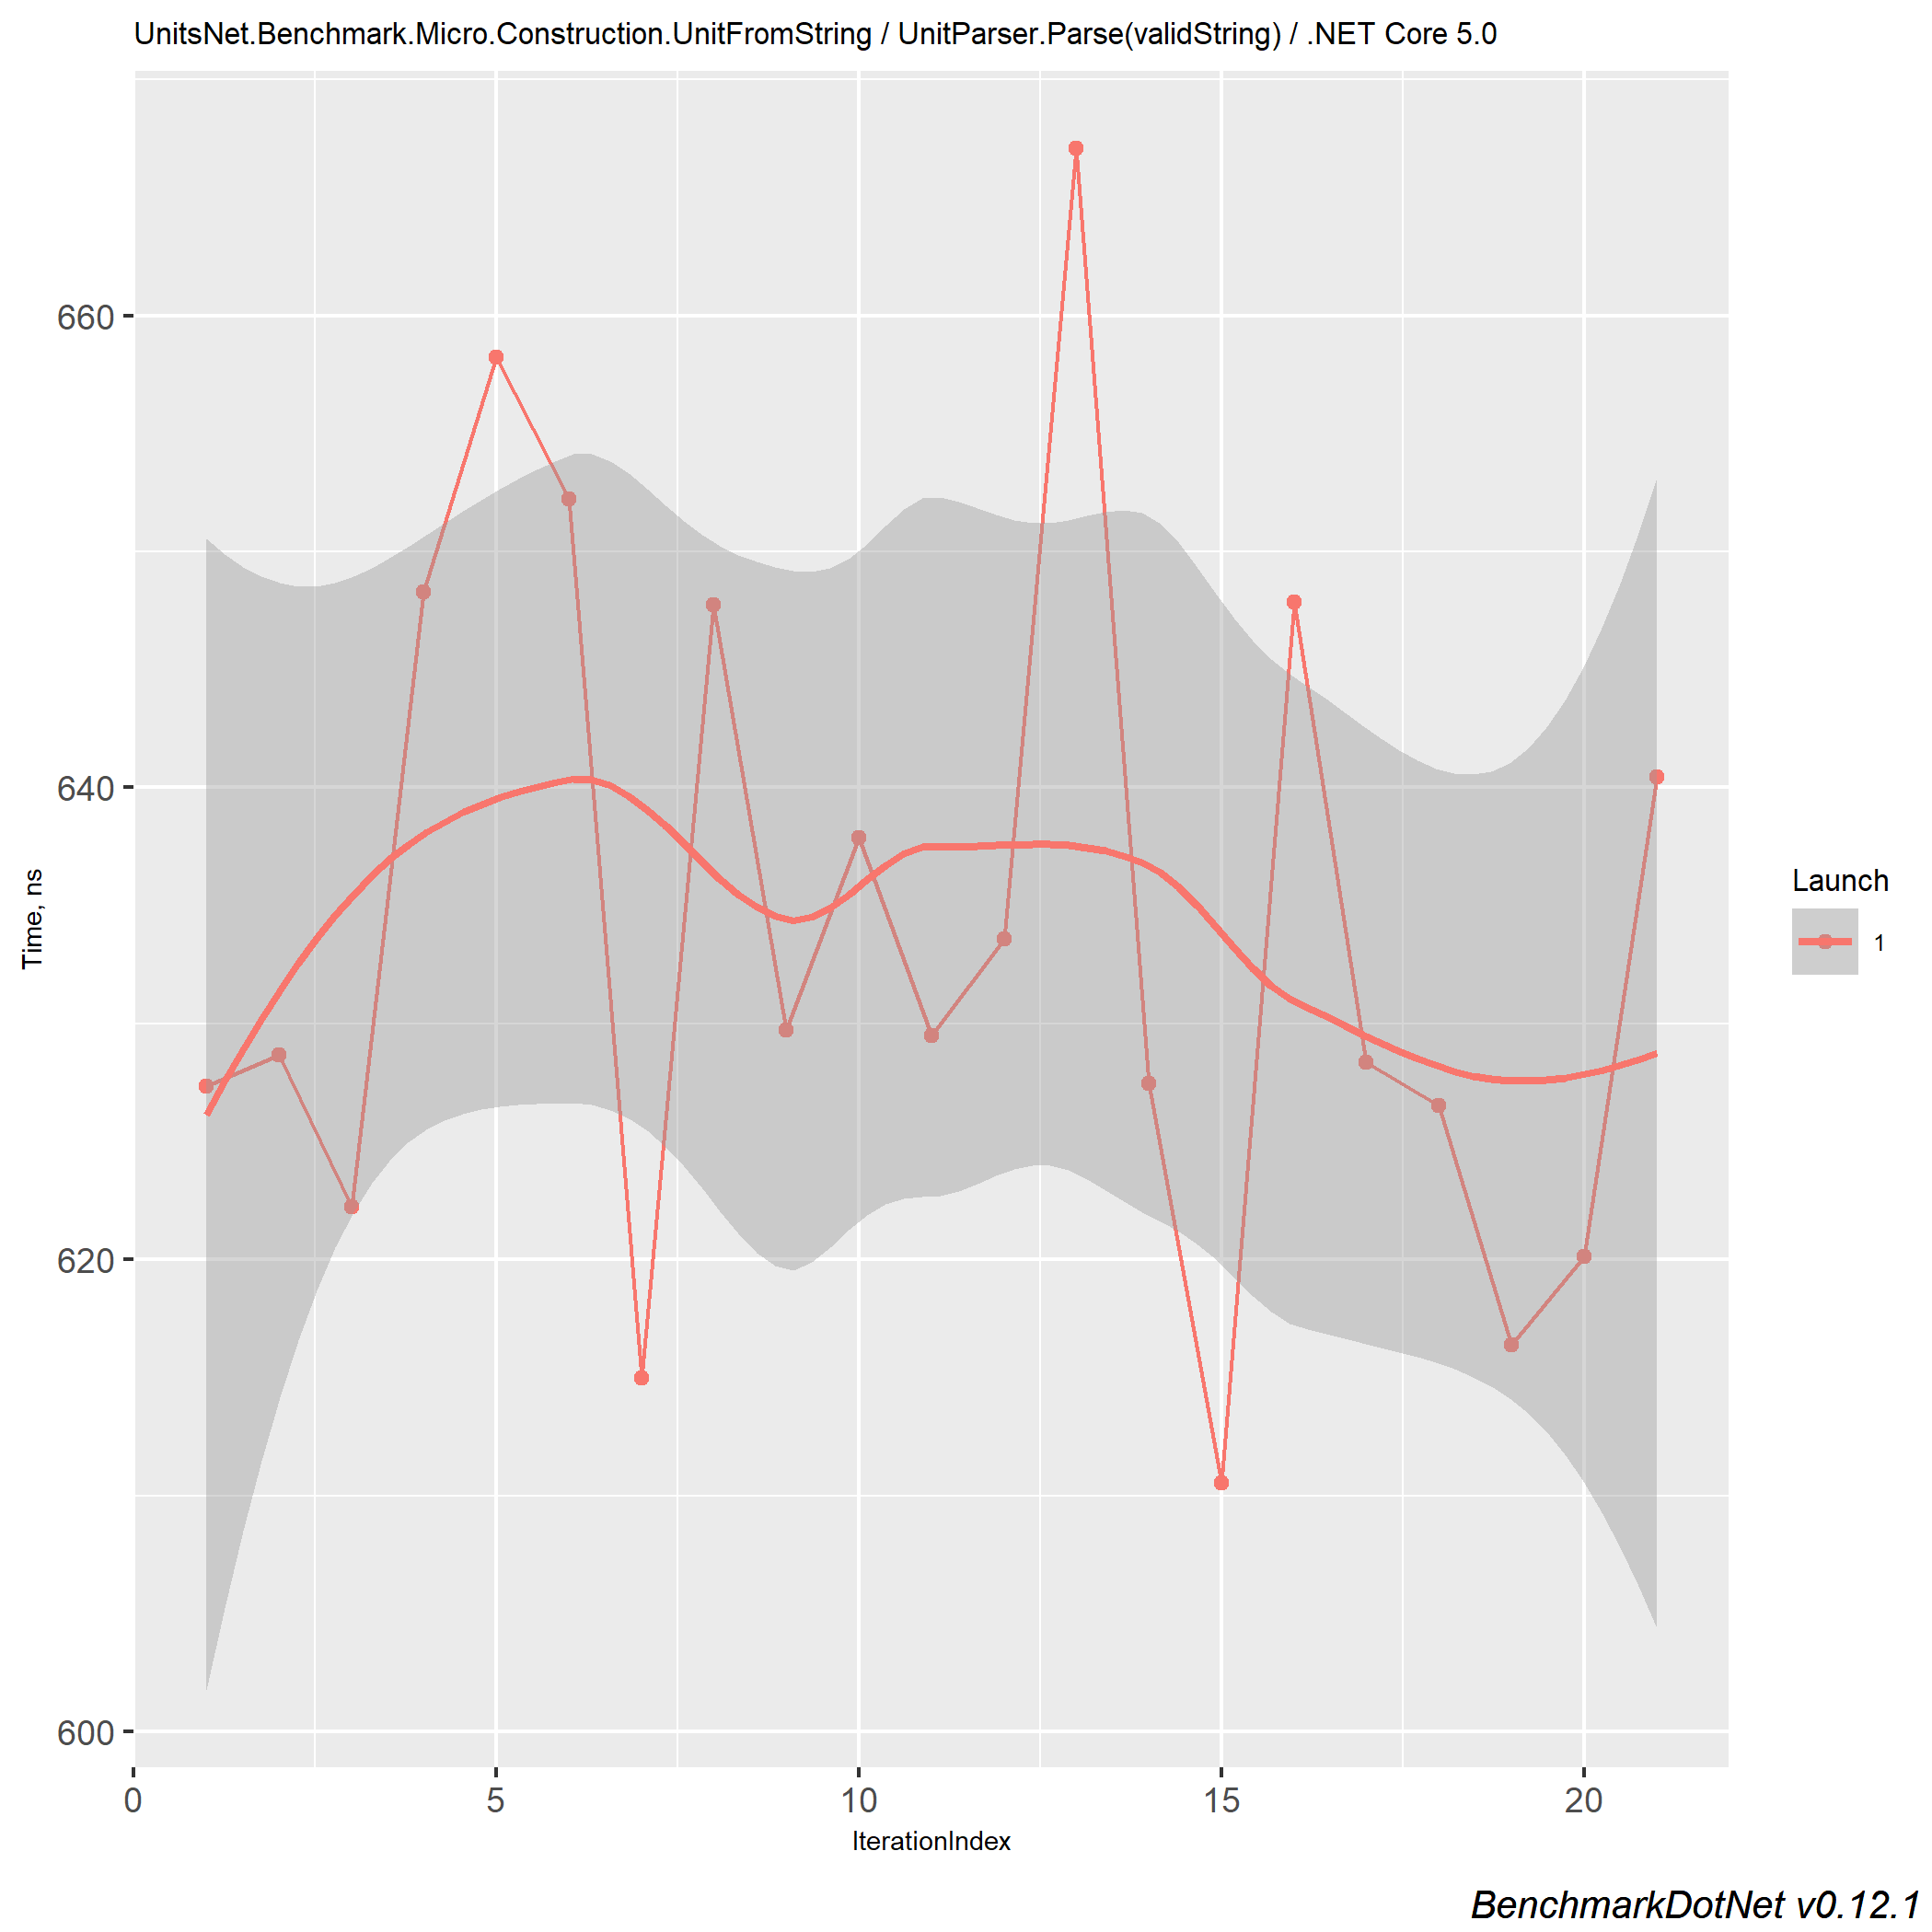 UnitsNet.Benchmark.Micro.Construction.UnitFromString / UnitParser.Parse(validString) / .NET Core 5.0
660
640
620
600
Time, ns
0 5 10 15 20
IterationIndex
Launch
1
BenchmarkDotNet v0.12.1